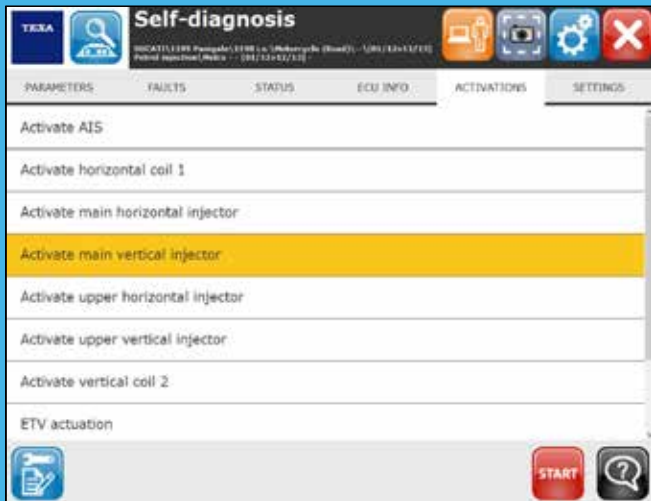 TEXA
Self-diagnosis
PARAMETERS FAULTS STATUS ECU INFO ACTIVATIONS SETTINGS
Activate AIS
Activate horizontal coil 1
Activate main horizontal injector
Activate main vertical injector
Activate upper horizontal injector
Activate upper vertical injector
Activate vertical coil 2
ETV actuation
START